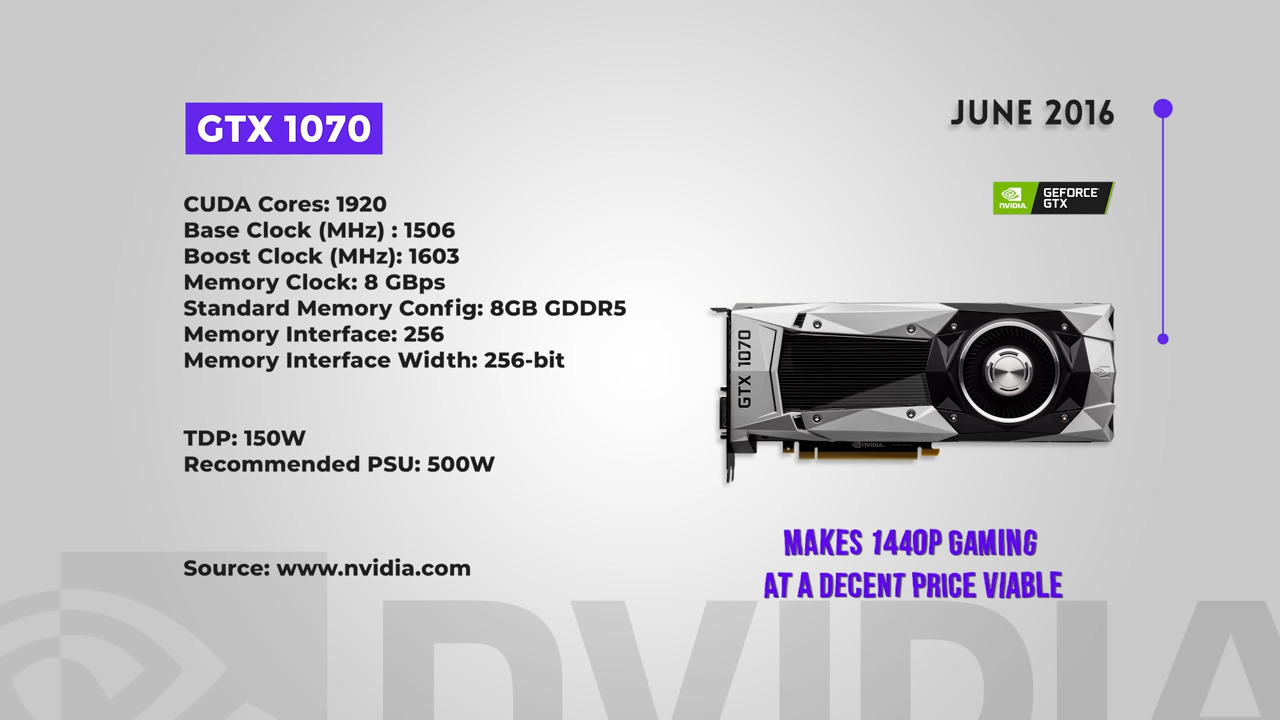 GTX 1070
JUNE 2016
CUDA Cores: 1920
Base Clock (MHz) : 1506
Boost Clock (MHz): 1603
Memory Clock: 8 GBps
Standard Memory Config: 8GB GDDR5
Memory Interface: 256
Memory Interface Width: 256-bit
TDP: 150W
Recommended PSU: 500W
Source: www.nvidia.com
NVIDIA.
GEFORCE
GTX
GTX 1070
NVIDIA.
MAKES 1440P GAMING
AT A DECENT PRICE VIABLE
NVIDIA